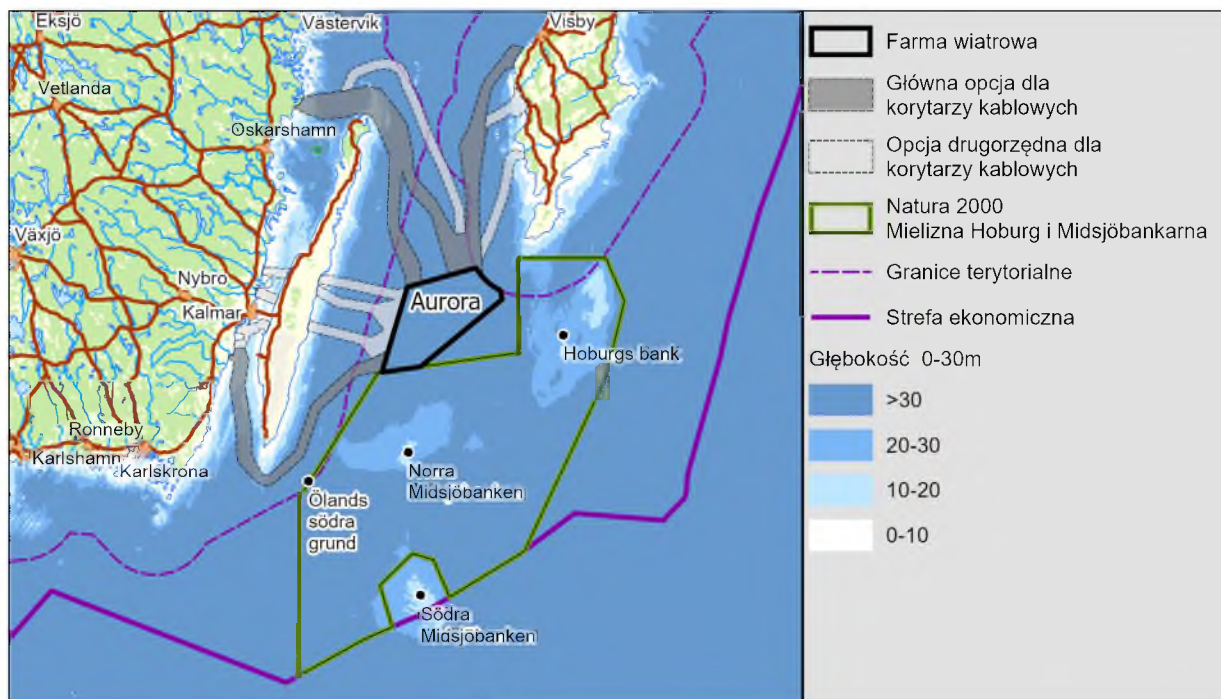 Eksjö
Västervik
Visby
Vetlanda
Oskarshamn
Växjö
Nybro
Kalmar
Aurora
Hoburgs bank
Ronneby
Karlshamn
Karlskrona
Norra
Midsjöbanken
Ölands
södra
grund
Södra
Midsjöbanken
Farma wiatrowa
Główna opcja dla
korytarzy kablowych
Opcja drugorzędna dla
korytarzy kablowych
Natura 2000
Mielizna Hoburg i Midsjöbankarna
Granice terytorialne
Strefa ekonomiczna
Głębokość 0-30m
>30
20-30
10-20
0-10